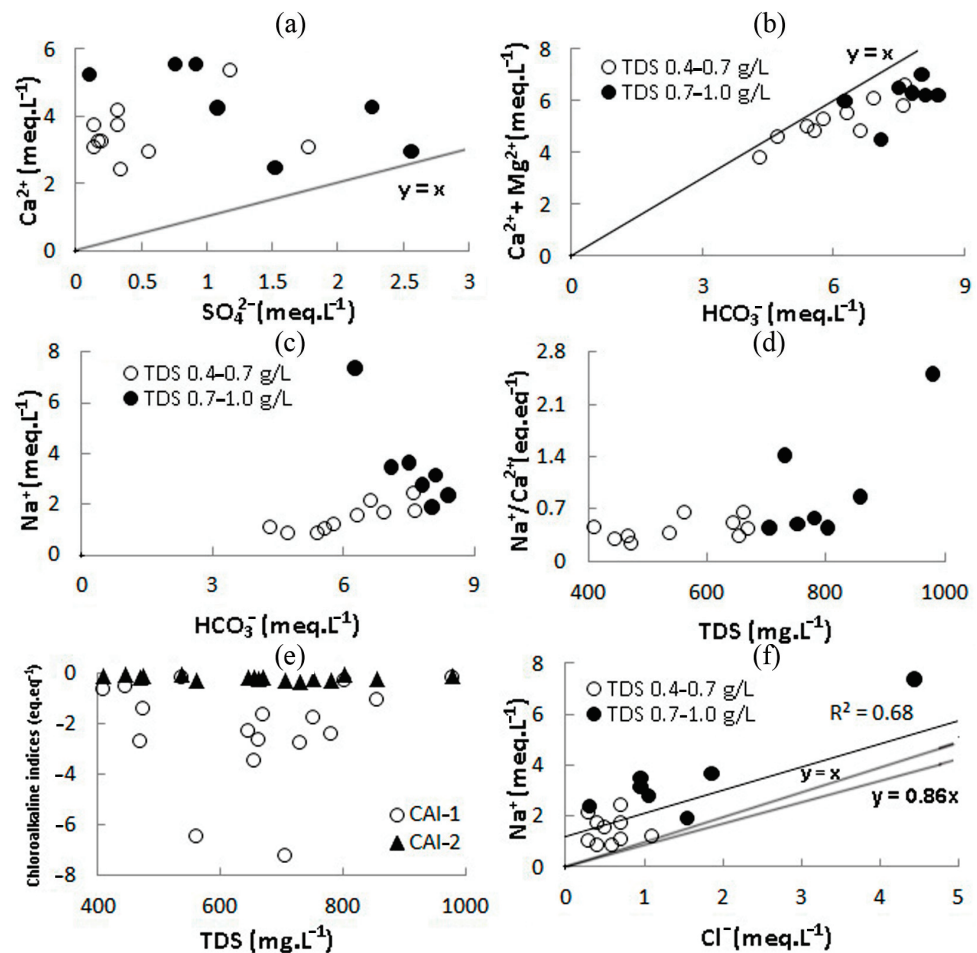 (a)
Ca²⁺ (meq.L⁻¹)
6
4
2
0
y = x
0 0.5 1 1.5 2 2.5 3
SO₄²⁻ (meq.L⁻¹)
(b)
Ca²⁺+ Mg²⁺(meq.L⁻¹)
8
6
4
2
0
y = x
TDS 0.4–0.7 g/L
TDS 0.7–1.0 g/L
0 3 6 9
HCO₃⁻ (meq.L⁻¹)
(c)
Na⁺ (meq.L⁻¹)
8
6
4
2
0
TDS 0.4–0.7 g/L
TDS 0.7–1.0 g/L
0 3 6 9
HCO₃⁻ (meq.L⁻¹)
(d)
Na⁺/Ca²⁺(eq.eq⁻¹)
2.8
2.1
1.4
0.7
0
400 600 800 1000
TDS (mg.L⁻¹)
(e)
Chloroalkaline indices (eq.eq⁻¹)
0
−2
−4
−6
−8
CAI-1
CAI-2
400 600 800 1000
TDS (mg.L⁻¹)
(f)
Na⁺ (meq.L⁻¹)
8
6
4
2
0
TDS 0.4–0.7 g/L
TDS 0.7–1.0 g/L
R² = 0.68
y = x
y = 0.86x
0 1 2 3 4 5
Cl⁻ (meq.L⁻¹)